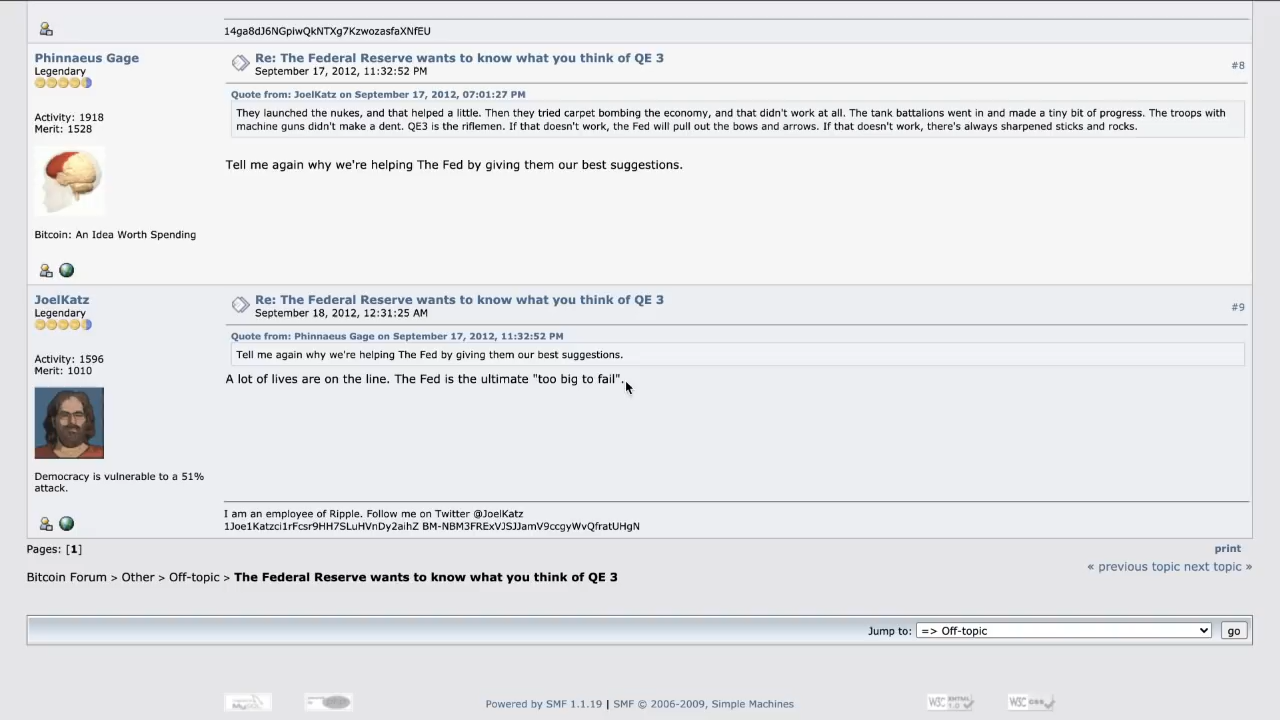 14ga8dJ6NGpiwQkNTXg7KzwozasfaXNfEU
Phinnaeus Gage
Legendary
Activity: 1918
Merit: 1528
Bitcoin: An Idea Worth Spending
Re: The Federal Reserve wants to know what you think of QE 3
September 17, 2012, 11:32:52 PM
#8
Quote from: JoelKatz on September 17, 2012, 07:01:27 PM
They launched the nukes, and that helped a little. Then they tried carpet bombing the economy, and that didn't work at all. The tank battalions went in and made a tiny bit of progress. The troops with
machine guns didn't make a dent. QE3 is the riflemen. If that doesn't work, the Fed will pull out the bows and arrows. If that doesn't work, there's always sharpened sticks and rocks.
Tell me again why we're helping The Fed by giving them our best suggestions.
JoelKatz
Legendary
Activity: 1596
Merit: 1010
Democracy is vulnerable to a 51%
attack.
Re: The Federal Reserve wants to know what you think of QE 3
September 18, 2012, 12:31:25 AM
#9
Quote from: Phinnaeus Gage on September 17, 2012, 11:32:52 PM
Tell me again why we're helping The Fed by giving them our best suggestions.
A lot of lives are on the line. The Fed is the ultimate "too big to fail".
I am an employee of Ripple. Follow me on Twitter @JoelKatz
1Joe1Katzci1rFcsr9HH7SLuHVnDy2aihZ BM-NBM3FRExVJSJJamV9ccgyWvQfratUHgN
Pages: [1]
print
« previous topic next topic »
Bitcoin Forum > Other > Off-topic > The Federal Reserve wants to know what you think of QE 3
Jump to: => Off-topic go
Powered by SMF 1.1.19 | SMF © 2006-2009, Simple Machines
W3C XHTML 1.0
W3C CSS